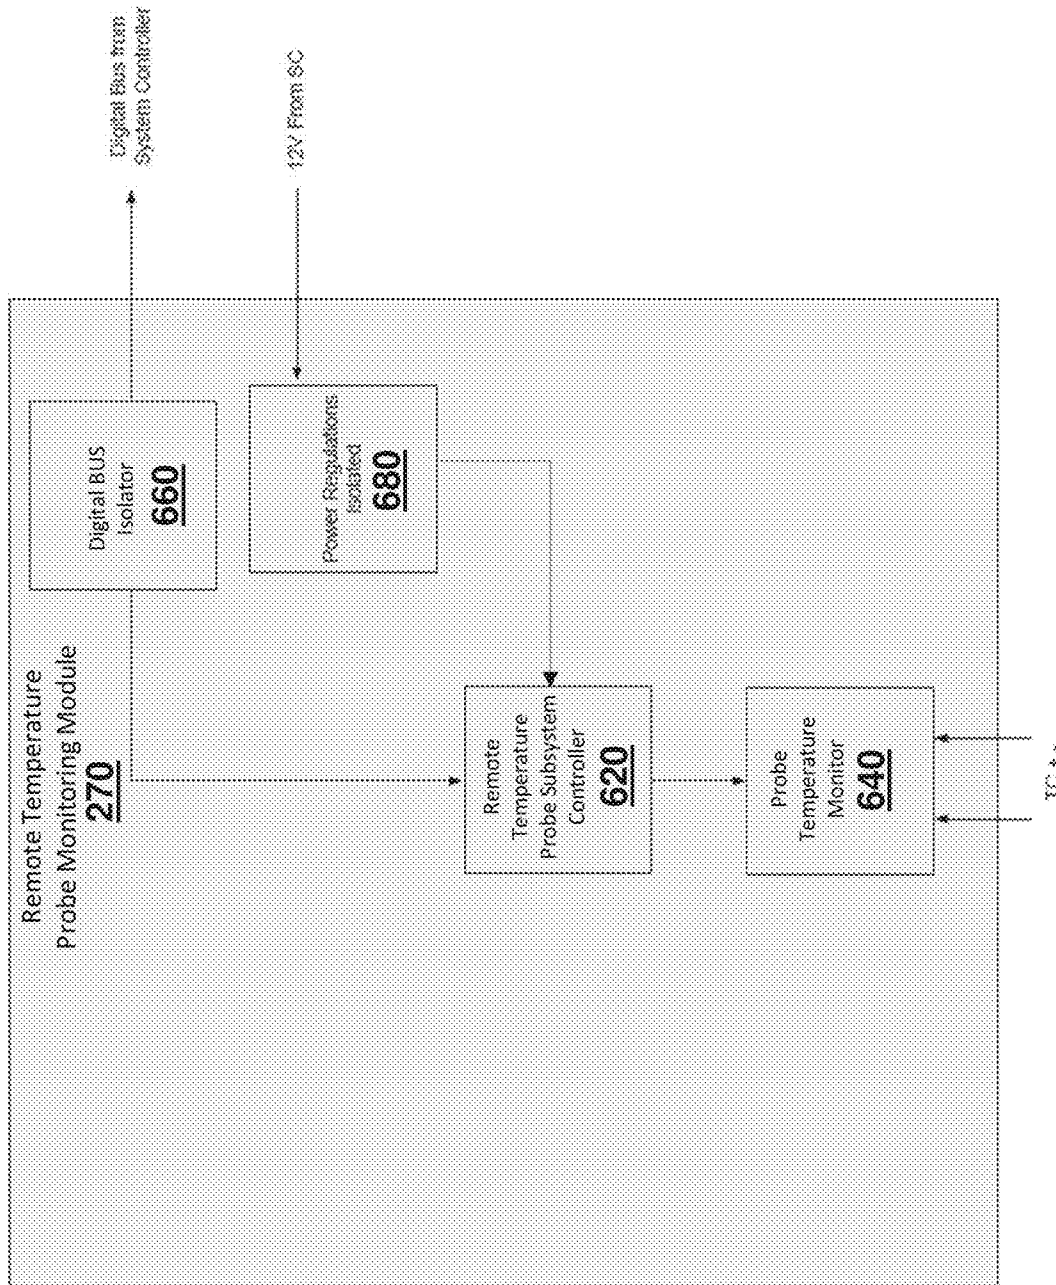 Remote Temperature
Probe Monitoring Module
270
Digital BUS
Isolator
660
Digital Bus from
System Controller
Power Regulations
Isolated
680
12V From SC
Remote
Temperature
Probe Subsystem
Controller
620
Probe
Temperature
Monitor
640